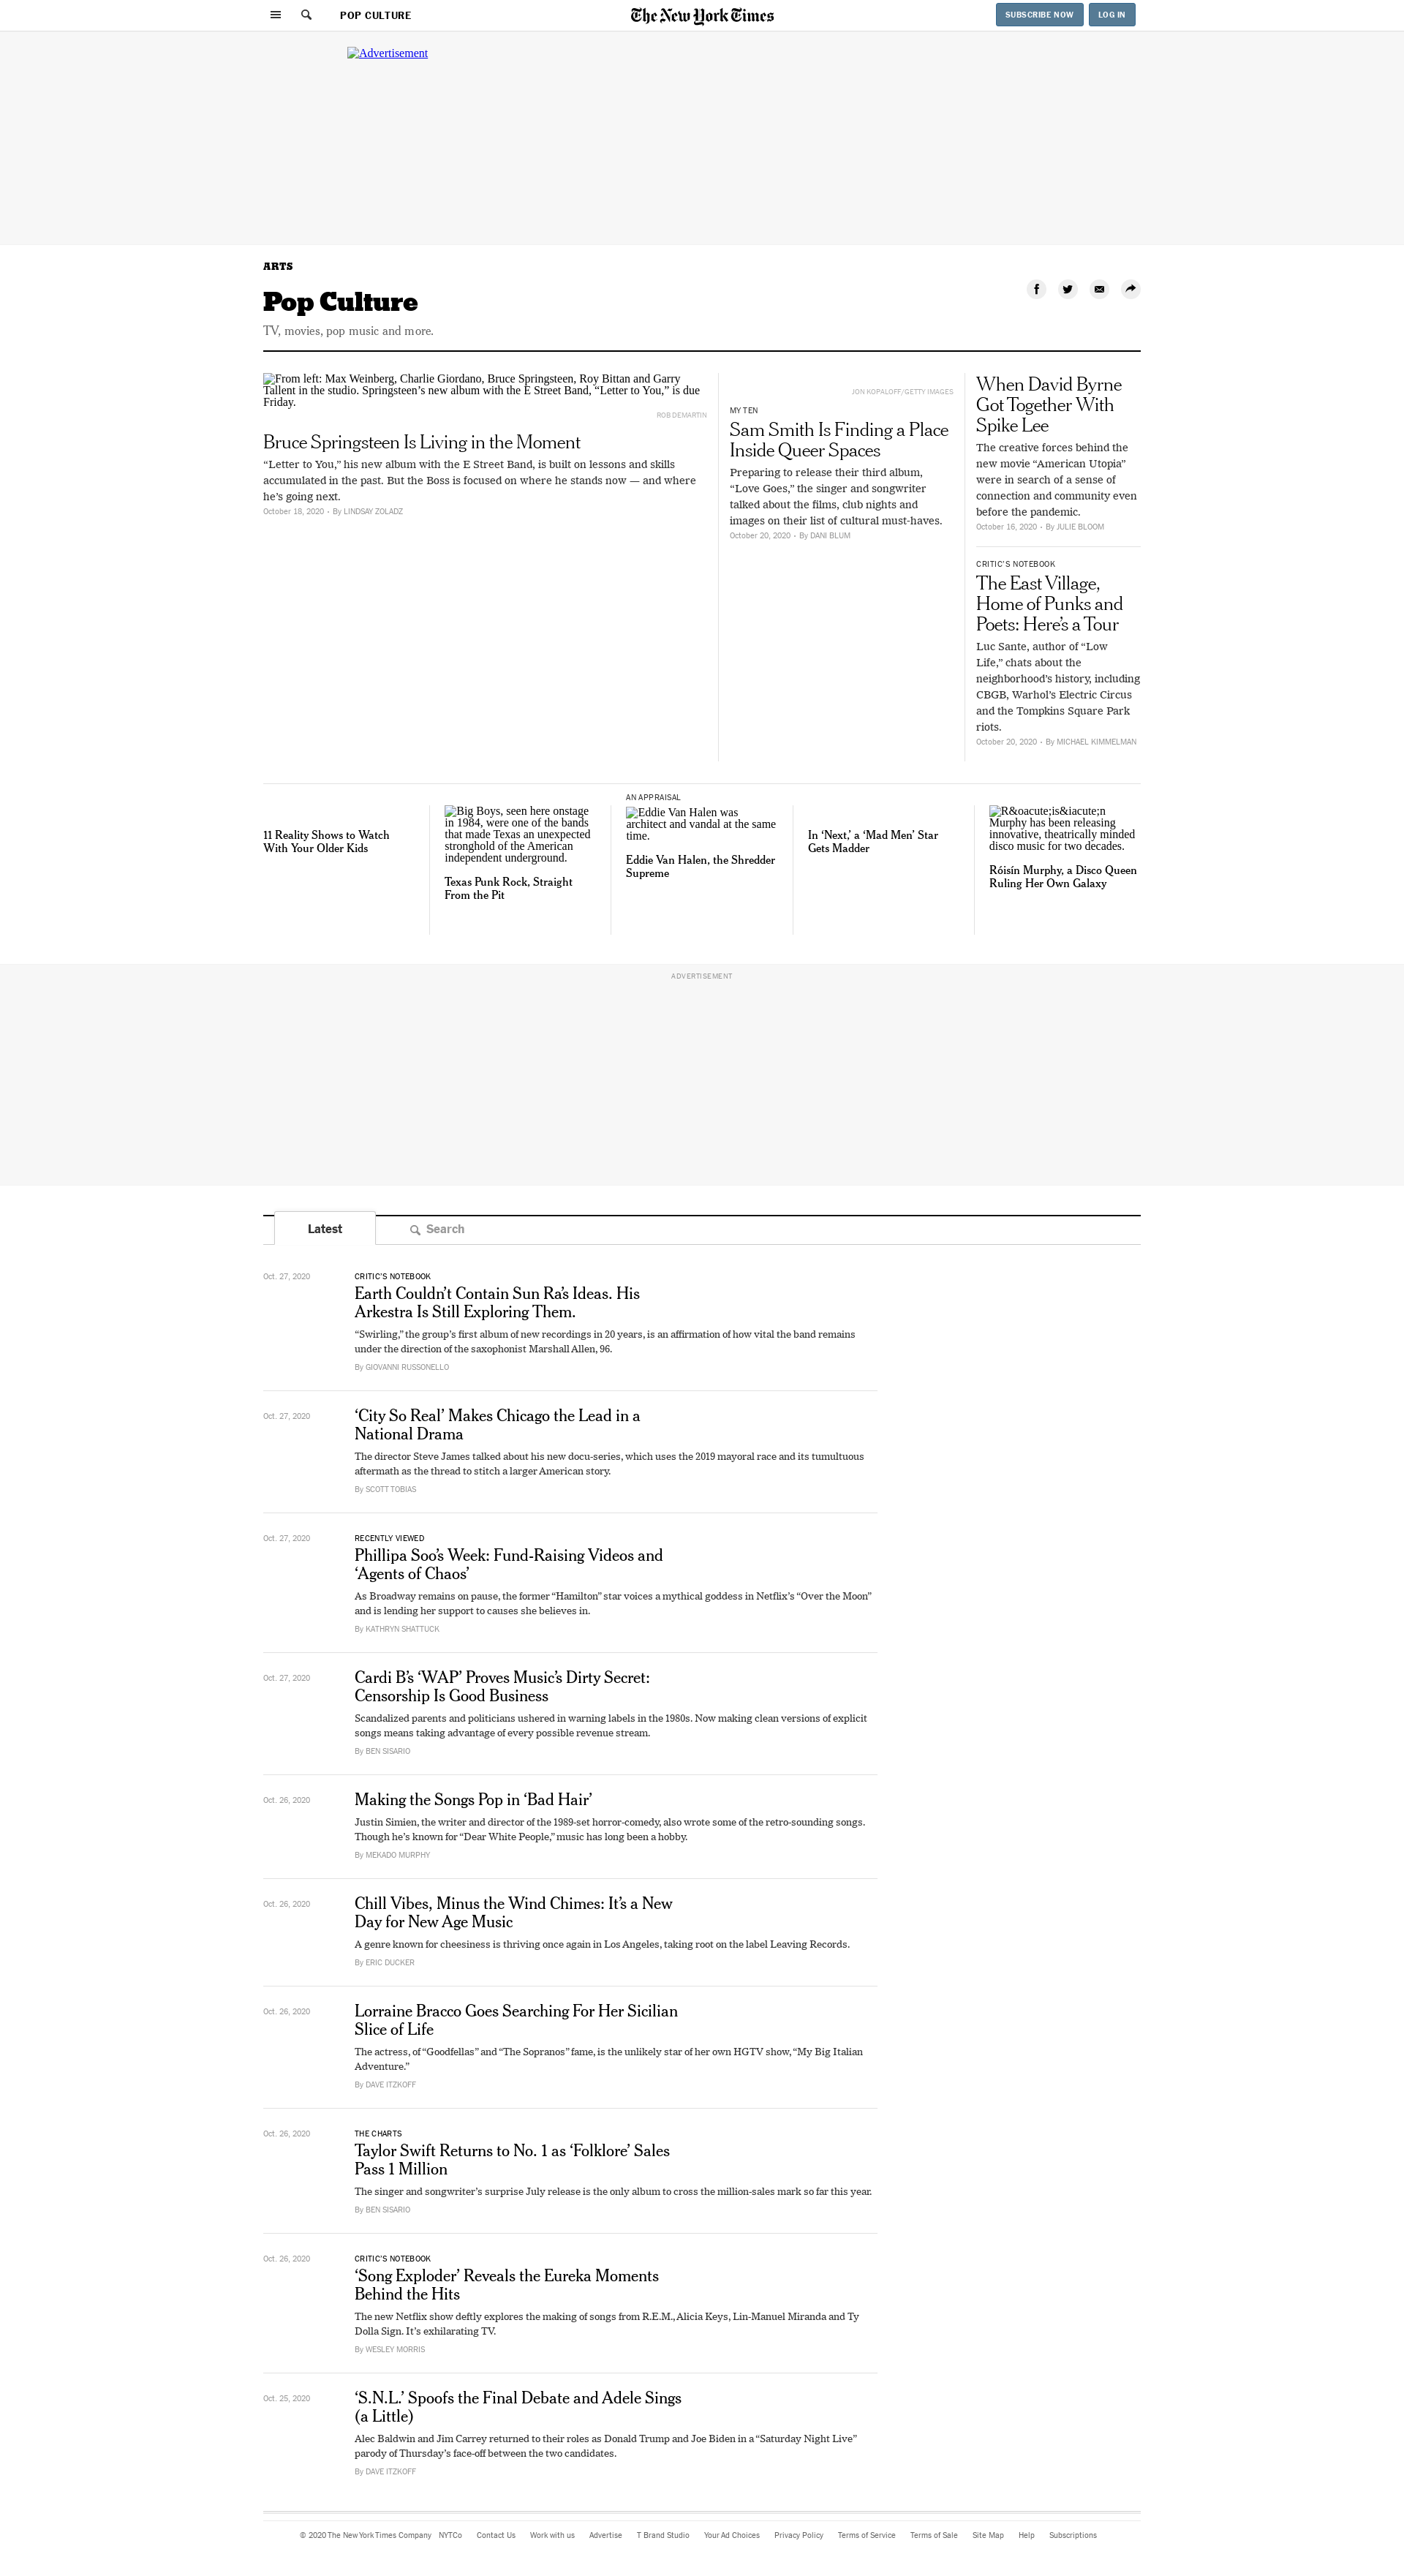 POP CULTURE
The New York Times
SUBSCRIBE NOW
LOG IN
Advertisement
ARTS
Pop Culture
TV, movies, pop music and more.
From left: Max Weinberg, Charlie Giordano, Bruce Springsteen, Roy Bittan and Garry
Tallent in the studio. Springsteen’s new album with the E Street Band, “Letter to You,” is due
Friday.
ROB DEMARTIN
Bruce Springsteen Is Living in the Moment
“Letter to You,” his new album with the E Street Band, is built on lessons and skills
accumulated in the past. But the Boss is focused on where he stands now — and where
he’s going next.
October 18, 2020 • By LINDSAY ZOLADZ
JON KOPALOFF/GETTY IMAGES
MY TEN
Sam Smith Is Finding a Place
Inside Queer Spaces
Preparing to release their third album,
“Love Goes,” the singer and songwriter
talked about the films, club nights and
images on their list of cultural must-haves.
October 20, 2020 • By DANI BLUM
When David Byrne
Got Together With
Spike Lee
The creative forces behind the
new movie “American Utopia”
were in search of a sense of
connection and community even
before the pandemic.
October 16, 2020 • By JULIE BLOOM
CRITIC’S NOTEBOOK
The East Village,
Home of Punks and
Poets: Here’s a Tour
Luc Sante, author of “Low
Life,” chats about the
neighborhood’s history, including
CBGB, Warhol’s Electric Circus
and the Tompkins Square Park
riots.
October 20, 2020 • By MICHAEL KIMMELMAN
11 Reality Shows to Watch
With Your Older Kids
Big Boys, seen here onstage
in 1984, were one of the bands
that made Texas an unexpected
stronghold of the American
independent underground.
Texas Punk Rock, Straight
From the Pit
AN APPRAISAL
Eddie Van Halen was
architect and vandal at the same
time.
Eddie Van Halen, the Shredder
Supreme
In ‘Next,’ a ‘Mad Men’ Star
Gets Madder
R&oacute;is&iacute;n
Murphy has been releasing
innovative, theatrically minded
disco music for two decades.
Róisín Murphy, a Disco Queen
Ruling Her Own Galaxy
ADVERTISEMENT
Latest
Search
Oct. 27, 2020
CRITIC’S NOTEBOOK
Earth Couldn’t Contain Sun Ra’s Ideas. His
Arkestra Is Still Exploring Them.
“Swirling,” the group’s first album of new recordings in 20 years, is an affirmation of how vital the band remains
under the direction of the saxophonist Marshall Allen, 96.
By GIOVANNI RUSSONELLO
Oct. 27, 2020
‘City So Real’ Makes Chicago the Lead in a
National Drama
The director Steve James talked about his new docu-series, which uses the 2019 mayoral race and its tumultuous
aftermath as the thread to stitch a larger American story.
By SCOTT TOBIAS
Oct. 27, 2020
RECENTLY VIEWED
Phillipa Soo’s Week: Fund-Raising Videos and
‘Agents of Chaos’
As Broadway remains on pause, the former “Hamilton” star voices a mythical goddess in Netflix’s “Over the Moon”
and is lending her support to causes she believes in.
By KATHRYN SHATTUCK
Oct. 27, 2020
Cardi B’s ‘WAP’ Proves Music’s Dirty Secret:
Censorship Is Good Business
Scandalized parents and politicians ushered in warning labels in the 1980s. Now making clean versions of explicit
songs means taking advantage of every possible revenue stream.
By BEN SISARIO
Oct. 26, 2020
Making the Songs Pop in ‘Bad Hair’
Justin Simien, the writer and director of the 1989-set horror-comedy, also wrote some of the retro-sounding songs.
Though he’s known for “Dear White People,” music has long been a hobby.
By MEKADO MURPHY
Oct. 26, 2020
Chill Vibes, Minus the Wind Chimes: It’s a New
Day for New Age Music
A genre known for cheesiness is thriving once again in Los Angeles, taking root on the label Leaving Records.
By ERIC DUCKER
Oct. 26, 2020
Lorraine Bracco Goes Searching For Her Sicilian
Slice of Life
The actress, of “Goodfellas” and “The Sopranos” fame, is the unlikely star of her own HGTV show, “My Big Italian
Adventure.”
By DAVE ITZKOFF
Oct. 26, 2020
THE CHARTS
Taylor Swift Returns to No. 1 as ‘Folklore’ Sales
Pass 1 Million
The singer and songwriter’s surprise July release is the only album to cross the million-sales mark so far this year.
By BEN SISARIO
Oct. 26, 2020
CRITIC’S NOTEBOOK
‘Song Exploder’ Reveals the Eureka Moments
Behind the Hits
The new Netflix show deftly explores the making of songs from R.E.M., Alicia Keys, Lin-Manuel Miranda and Ty
Dolla Sign. It’s exhilarating TV.
By WESLEY MORRIS
Oct. 25, 2020
‘S.N.L.’ Spoofs the Final Debate and Adele Sings
(a Little)
Alec Baldwin and Jim Carrey returned to their roles as Donald Trump and Joe Biden in a “Saturday Night Live”
parody of Thursday’s face-off between the two candidates.
By DAVE ITZKOFF
© 2020 The New York Times Company NYTCo Contact Us Work with us Advertise T Brand Studio Your Ad Choices Privacy Policy Terms of Service Terms of Sale Site Map Help Subscriptions